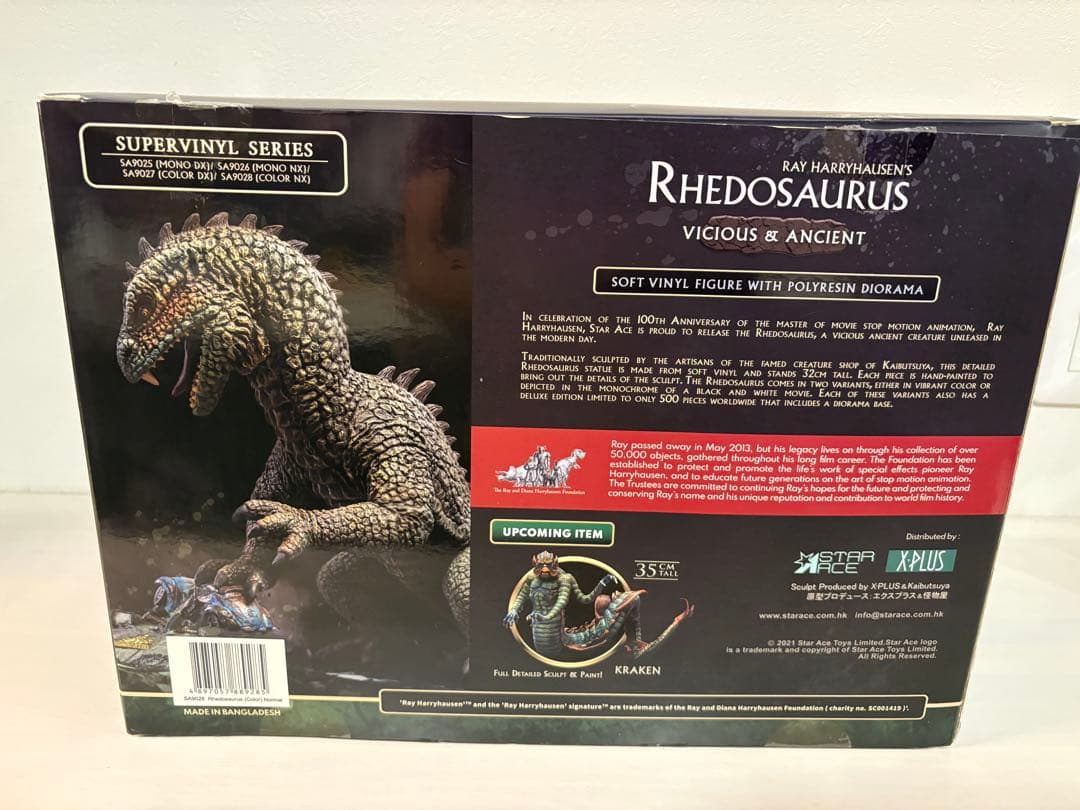 SUPERVINYL SERIES
SA9025 (MONO DX)/ SA9026 (MONO NX)/
SA9027 (COLOR DX)/ SA9028 (COLOR NX)
RAY HARRYHAUSEN'S
RHEDOSAURUS
VICIOUS & ANCIENT
SOFT VINYL FIGURE WITH POLYRESIN DIORAMA
IN CELEBRATION OF THE 100TH ANNIVERSARY OF THE MASTER OF MOVIE STOP MOTION ANIMATION, RAY
HARRYHAUSEN, STAR ACE IS PROUD TO RELEASE THE RHEDOSAURUS, A VICIOUS ANCIENT CREATURE UNLEASED IN
THE MODERN DAY.
TRADITIONALLY SCULPTED BY THE ARTISANS OF THE FAMED CREATURE SHOP OF KAIBUTSUYA, THIS DETAILED
RHEDOSAURUS STATUE IS MADE FROM SOFT VINYL AND STANDS 32CM TALL. EACH PIECE IS HAND-PAINTED TO
BRING OUT THE DETAILS OF THE SCULPT. THE RHEDOSAURUS COMES IN TWO VARIANTS, EITHER IN VIBRANT COLOR OR
DEPICTED IN THE MONOCHROME OF A BLACK AND WHITE MOVIE. EACH OF THESE VARIANTS ALSO HAS A
DELUXE EDITION LIMITED TO ONLY 500 PIECES WORLDWIDE THAT INCLUDES A DIORAMA BASE.
The Ray and Diana Harryhausen Foundation
Ray passed away in May 2013, but his legacy lives on through his collection of over
50,000 objects, gathered throughout his long film career. The Foundation has been
established to protect and promote the life's work of special effects pioneer Ray
Harryhausen, and to educate future generations on the art of stop motion animation.
The Trustees are committed to continuing Ray's hopes for the future and protecting and
conserving Ray's name and his unique reputation and contribution to world film history.
UPCOMING ITEM
35 CM TALL
FULL DETAILED SCULPT & PAINT!
KRAKEN
Distributed by :
STAR ACE
X-PLUS
Sculpt Produced by X-PLUS & Kaibutsuya
原型プロデュース:エクスプラス&怪物屋
www.starace.com.hk info@starace.com.hk
© 2021 Star Ace Toys Limited. Star Ace logo
is a trademark and copyright of Star Ace Toys Limited.
All Rights Reserved.
4 897057 889285
SA9028 Rhedosaurus (Color) Normal
MADE IN BANGLADESH
'Ray Harryhausen'™ and the 'Ray Harryhausen' signature™ are trademarks of the Ray and Diana Harryhausen Foundation ( charity no. SC001419 )'.